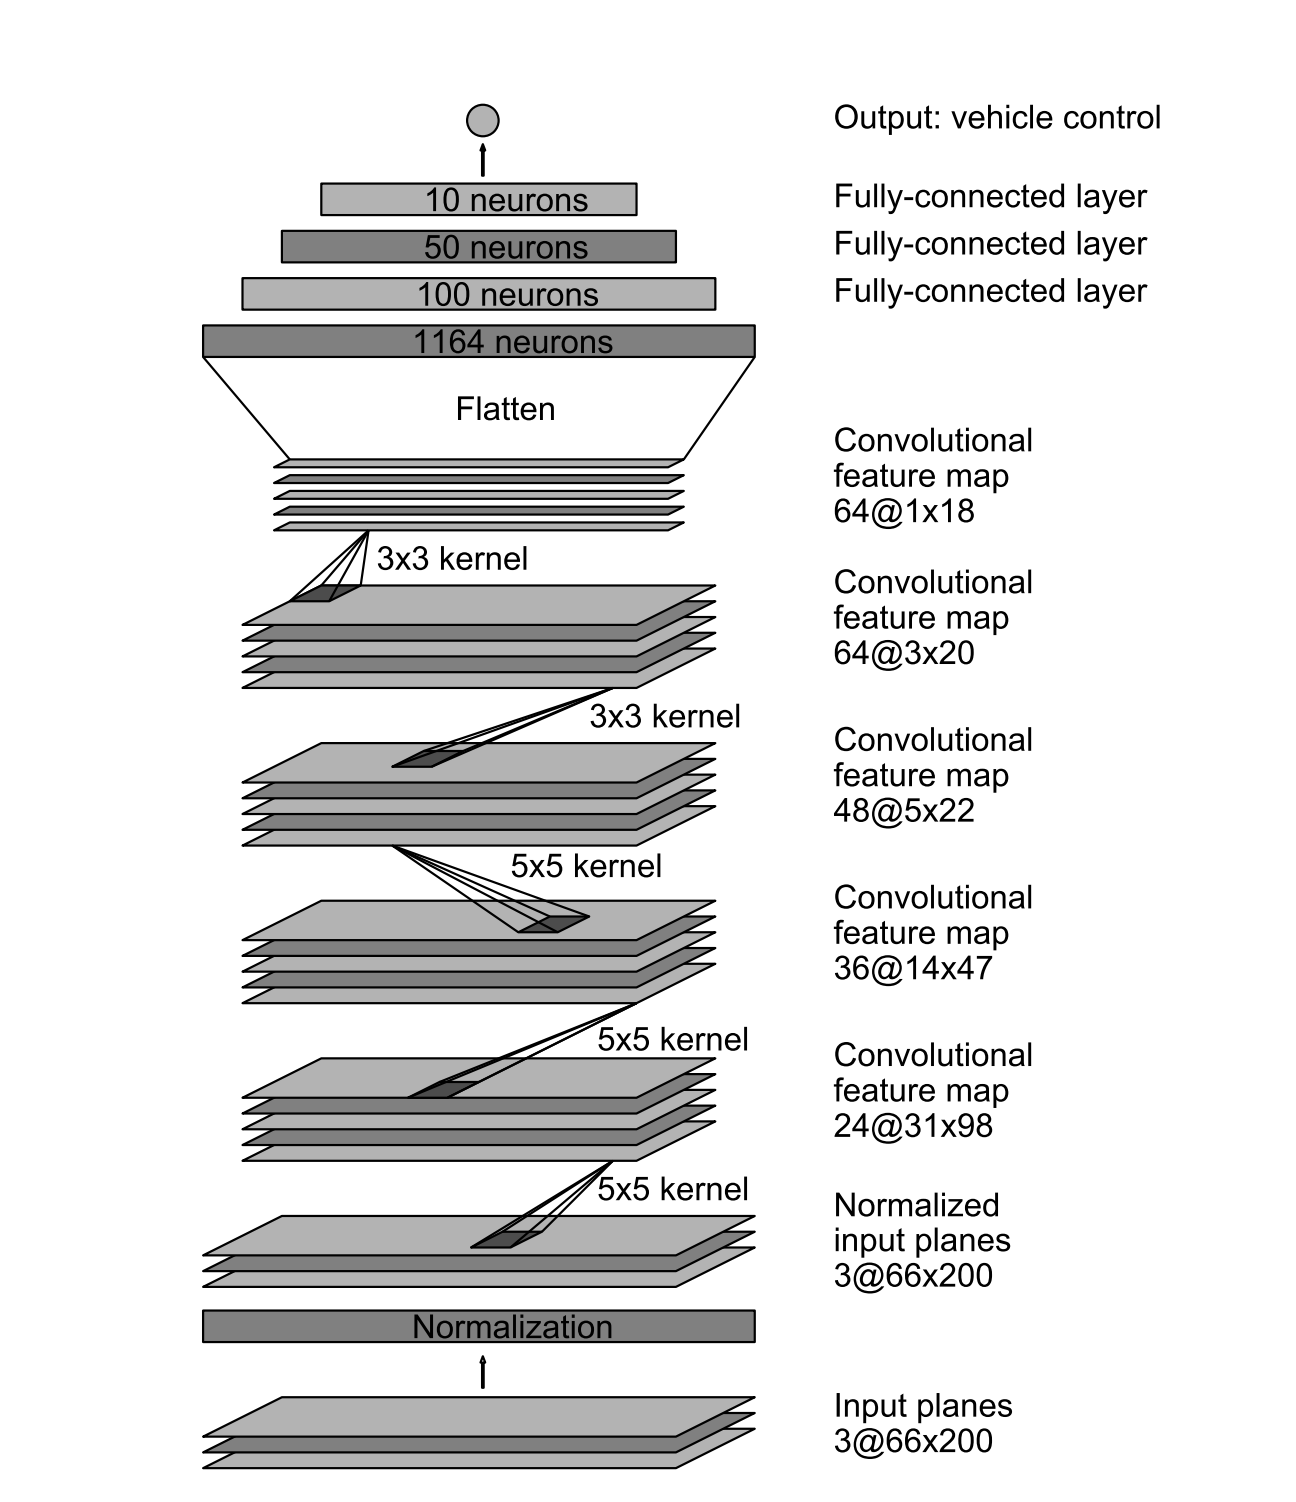 Output: vehicle control
10 neurons
Fully-connected layer
50 neurons
Fully-connected layer
100 neurons
Fully-connected layer
1164 neurons
Flatten
Convolutional
feature map
64@1x18
3x3 kernel
Convolutional
feature map
64@3x20
3x3 kernel
Convolutional
feature map
48@5x22
5x5 kernel
Convolutional
feature map
36@14x47
5x5 kernel
Convolutional
feature map
24@31x98
5x5 kernel
Normalized
input planes
3@66x200
Normalization
Input planes
3@66x200